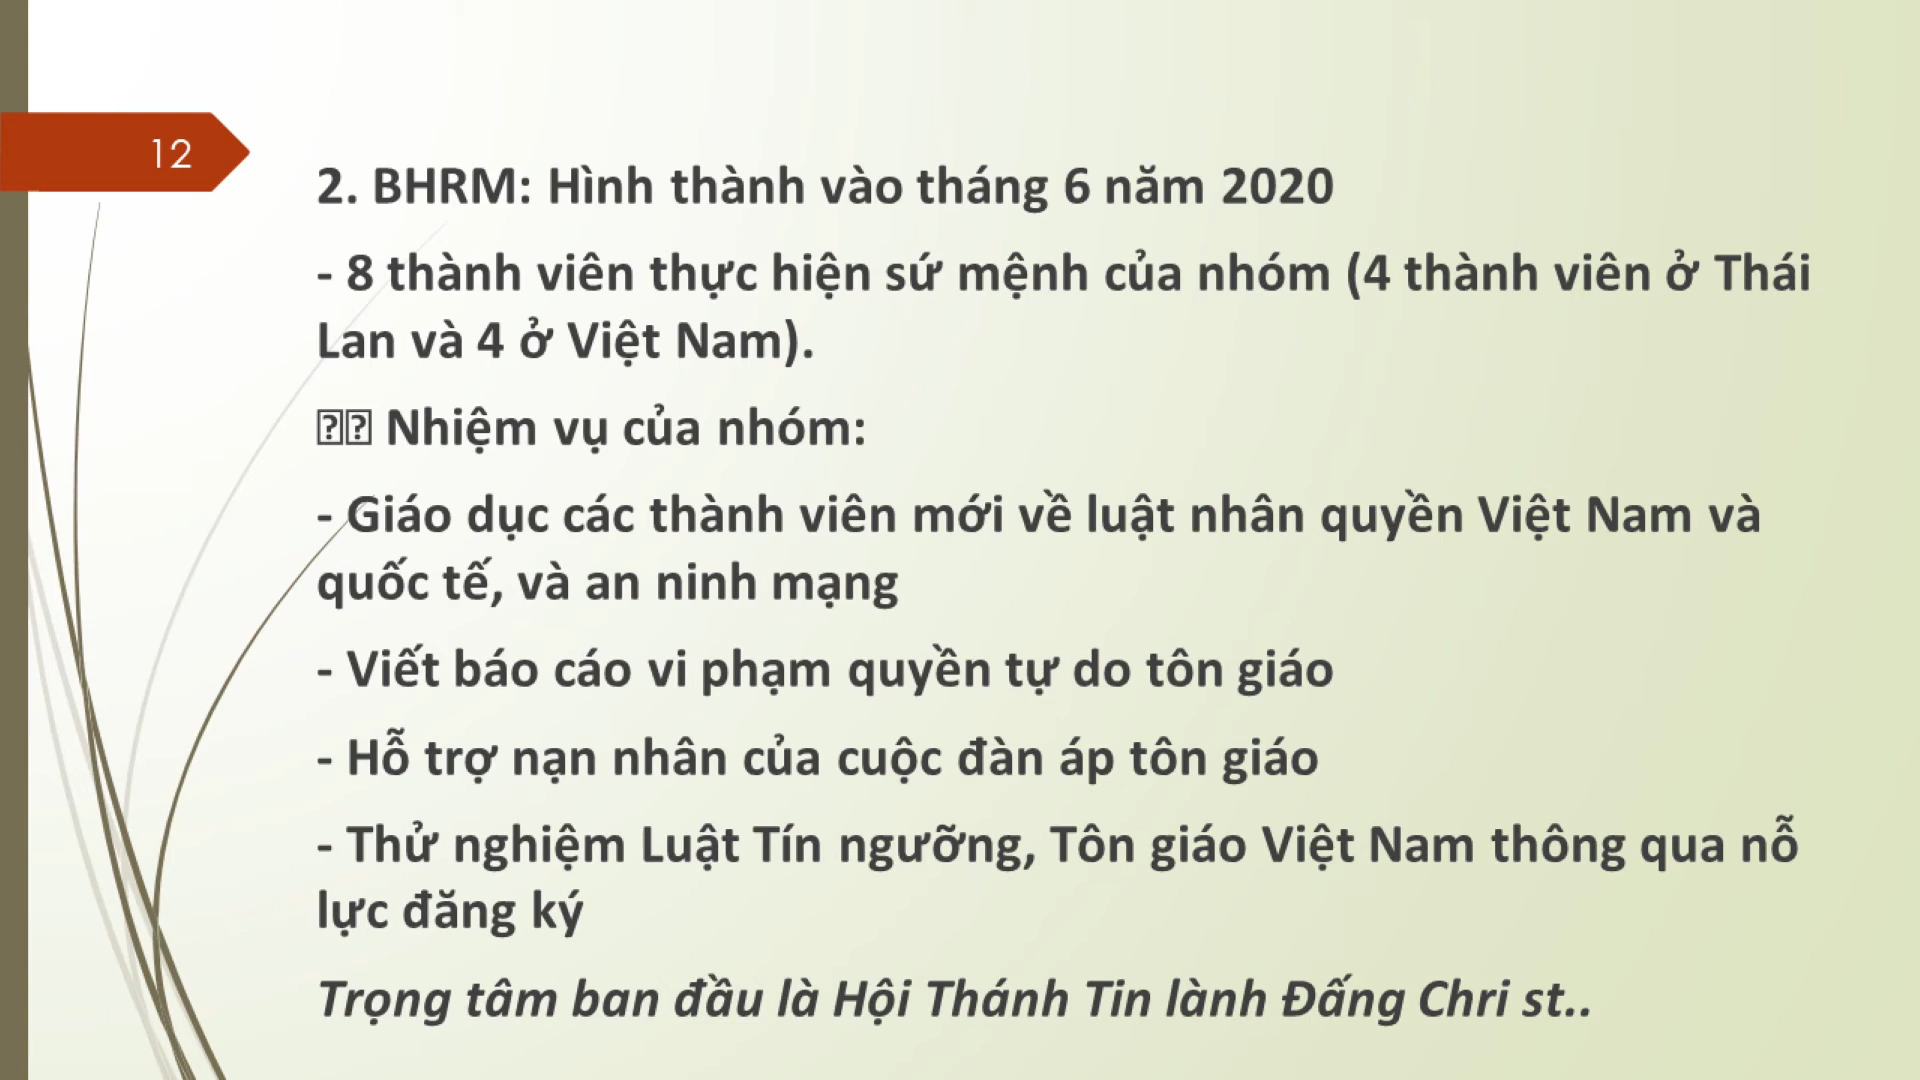 12
2. BHRM: Hình thành vào tháng 6 năm 2020
- 8 thành viên thực hiện sứ mệnh của nhóm (4 thành viên ở Thái
Lan và 4 ở Việt Nam).
Nhiệm vụ của nhóm:
- Giáo dục các thành viên mới về luật nhân quyền Việt Nam và
quốc tế, và an ninh mạng
- Viết báo cáo vi phạm quyền tự do tôn giáo
- Hỗ trợ nạn nhân của cuộc đàn áp tôn giáo
- Thử nghiệm Luật Tín ngưỡng, Tôn giáo Việt Nam thông qua nỗ
lực đăng ký
Trọng tâm ban đầu là Hội Thánh Tin lành Đấng Chri st..